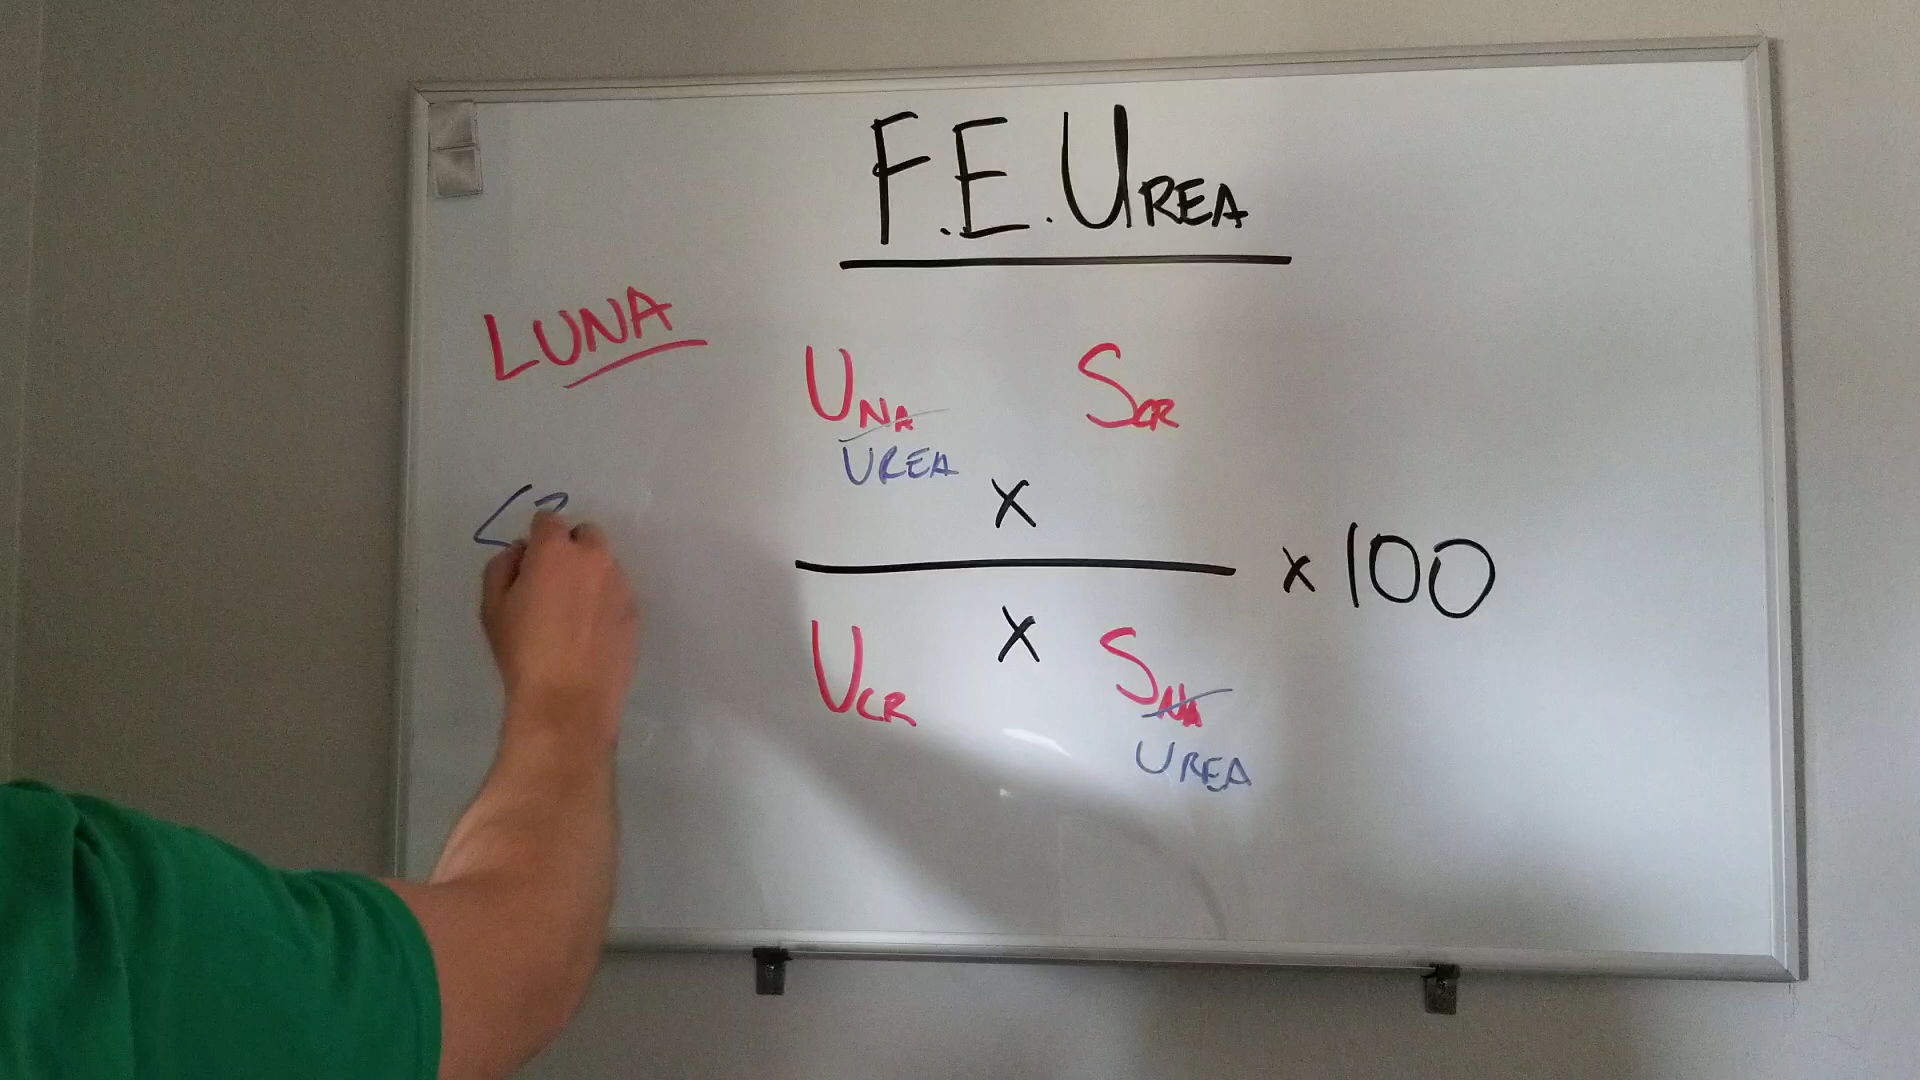 F.E.UREA
LUNA
UNA SCR
UREA
<
x
x 100
x
UCR SNA
UREA